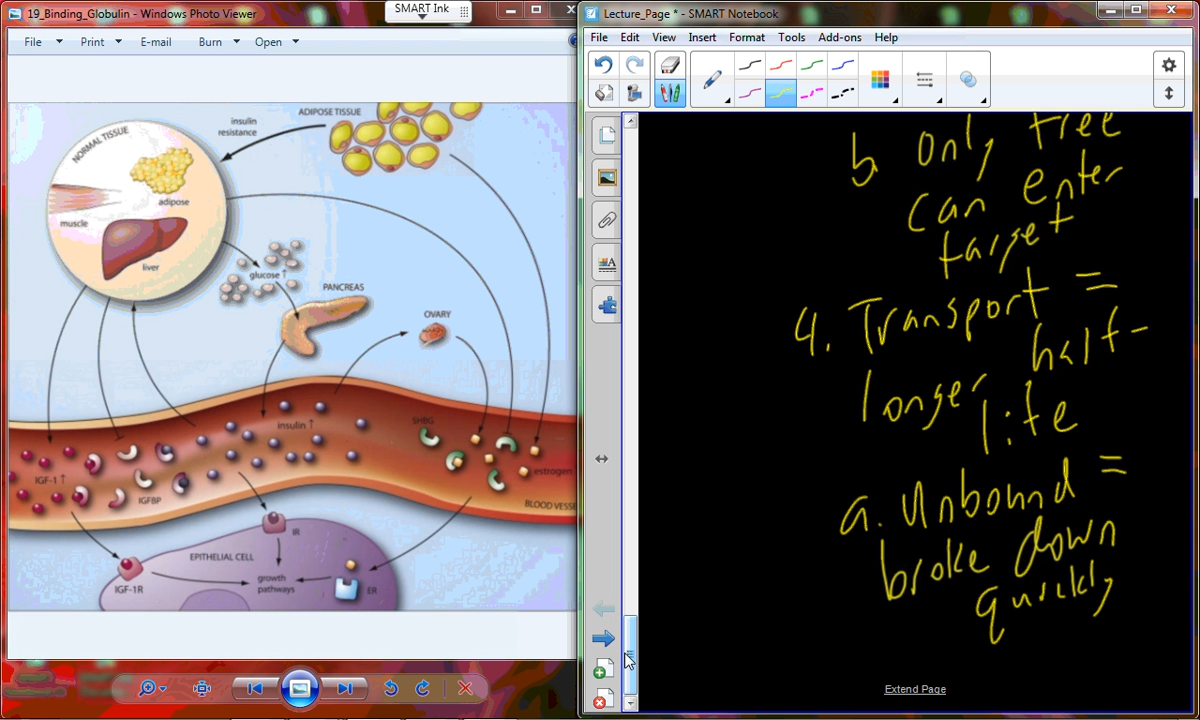 19_Binding_Globulin - Windows Photo Viewer
SMART Ink
File Print E-mail Burn Open
ADIPOSE TISSUE
insulin
resistance
NORMAL TISSUE
adipose
muscle
liver
glucose ↑
PANCREAS
OVARY
insulin ↑
SHBG
estrogen
IGF-1 ↑
IGFBP
BLOOD VESSE
IR
EPITHELIAL CELL
IGF-1R
growth
pathways
ER
Lecture_Page * - SMART Notebook
File Edit View Insert Format Tools Add-ons Help
b only free
can enter
target
4. Transport =
longer half-
life
a. Unbound =
broke down
quickly
Extend Page